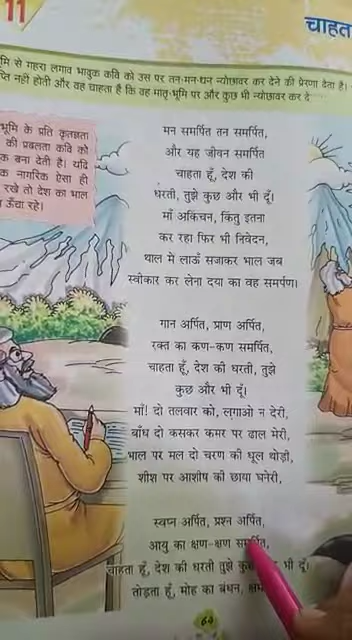 11
चाहत
मि से गहरा लगाव भावुक कवि को उस पर तन-मन-धन न्योछावर कर देने की प्रेरणा देता है।
प्ति नहीं होती और वह चाहता है कि वह मातृ-भूमि पर और कुछ भी न्योछावर कर दे
भूमि के प्रति कृतज्ञता
की प्रबलता कवि को
क बना देती है। यदि
क नागरिक ऐसा ही
रखे तो देश का भाल
ऊँचा रहे।
मन समर्पित तन समर्पित,
और यह जीवन समर्पित
चाहता हूँ, देश की
धरती, तुझे कुछ और भी दूँ।
माँ अकिंचन, किंतु इतना
कर रहा फिर भी निवेदन,
थाल में लाऊँ सजाकर भाल जब
स्वीकार कर लेना दया का वह समर्पण।
गान अर्पित, प्राण अर्पित,
रक्त का कण-कण समर्पित,
चाहता हूँ, देश की धरती, तुझे
कुछ और भी दूँ।
माँ! दो तलवार को, लगाओ न देरी,
बाँध दो कसकर कमर पर ढाल मेरी,
भाल पर मल दो चरण की धूल थोड़ी,
शीश पर आशीष की छाया घनेरी,
स्वप्न अर्पित, प्रश्न अर्पित,
आयु का क्षण-क्षण समर्पित,
चाहता हूँ, देश की धरती तुझे भी दूँ।
तोड़ता हूँ, मोह का बंधन,
64